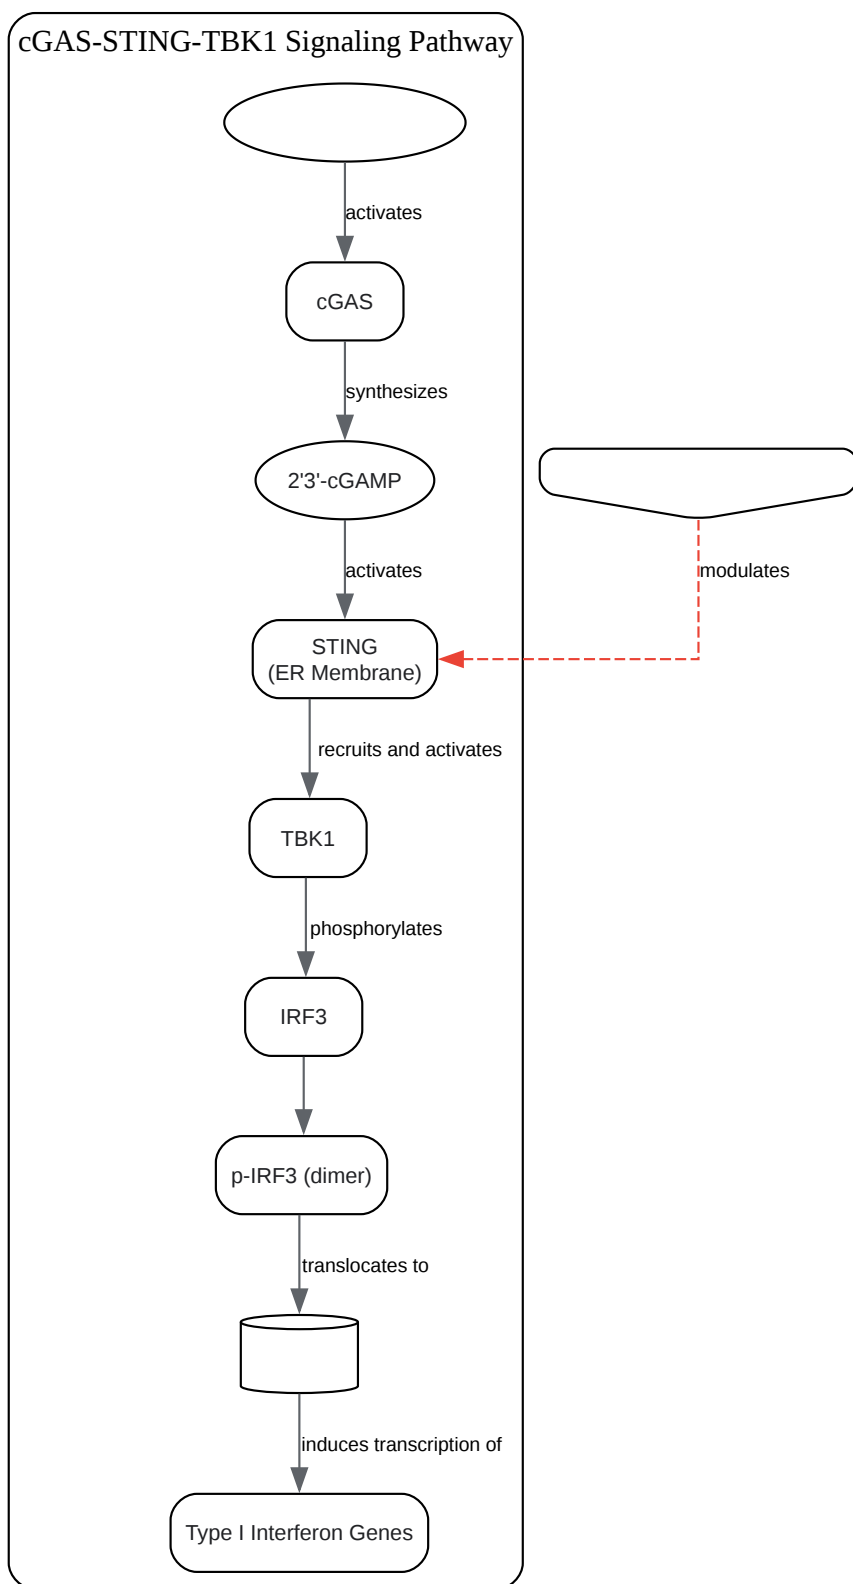 cGAS-STING-TBK1 Signaling Pathway
activates
cGAS
synthesizes
2'3'-cGAMP
activates
modulates
STING
(ER Membrane)
recruits and activates
TBK1
phosphorylates
IRF3
p-IRF3 (dimer)
translocates to
induces transcription of
Type I Interferon Genes